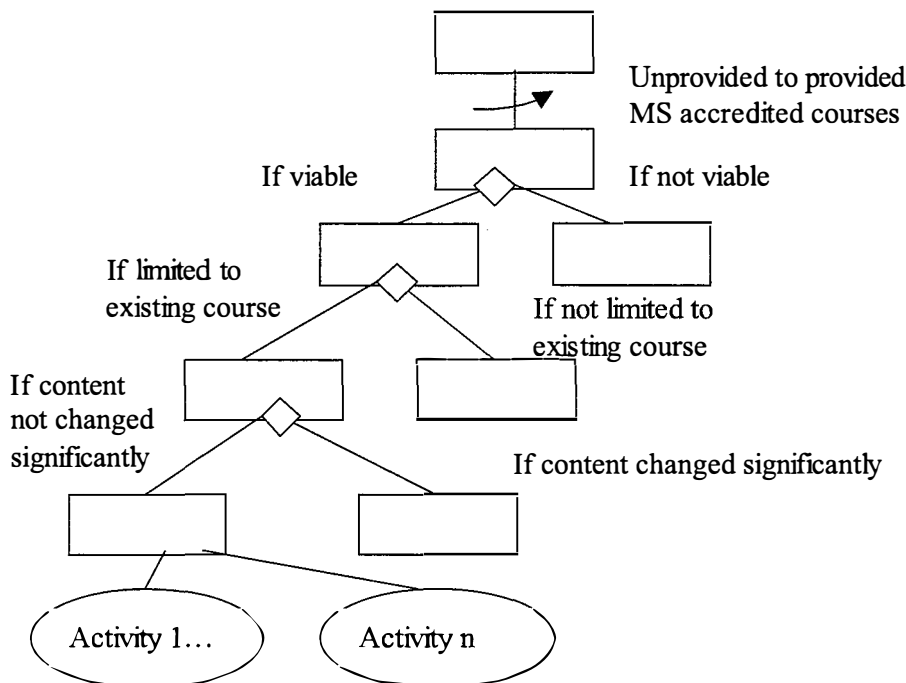 Unprovided to provided
MS accredited courses
If viable
If not viable
If limited to
existing course
If not limited to
existing course
If content
not changed
significantly
If content changed significantly
Activity 1…
Activity n